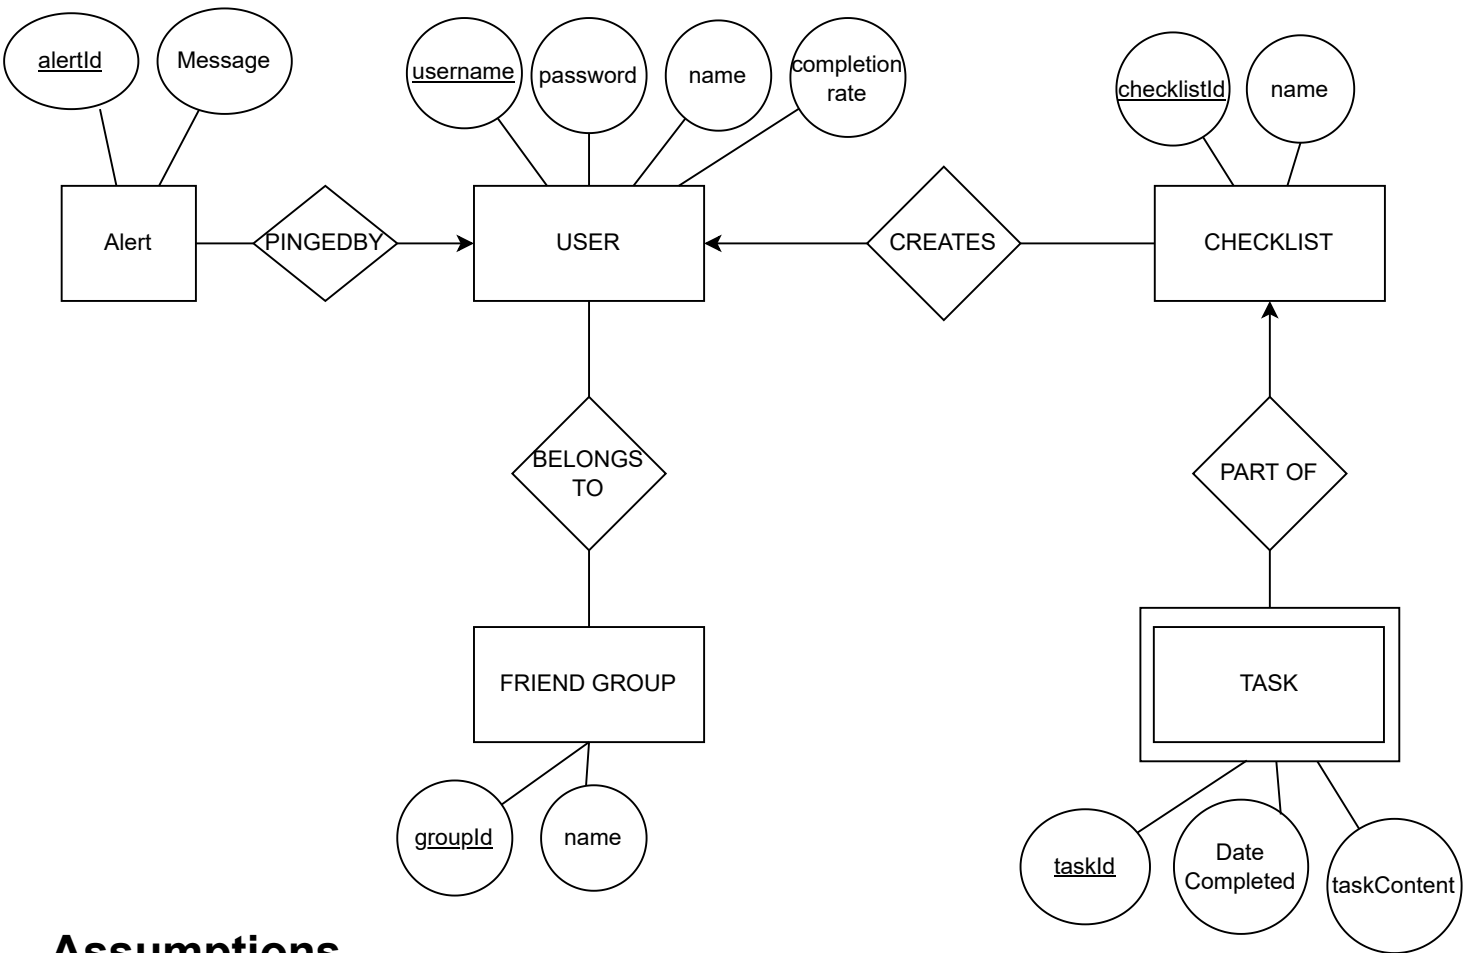 alertId
Message
username
password
name
completion
rate
checklistId
name
Alert
PINGEDBY
USER
CREATES
CHECKLIST
BELONGS
TO
PART OF
FRIEND GROUP
TASK
groupId
name
taskId
Date
Completed
taskContent
Assumptions